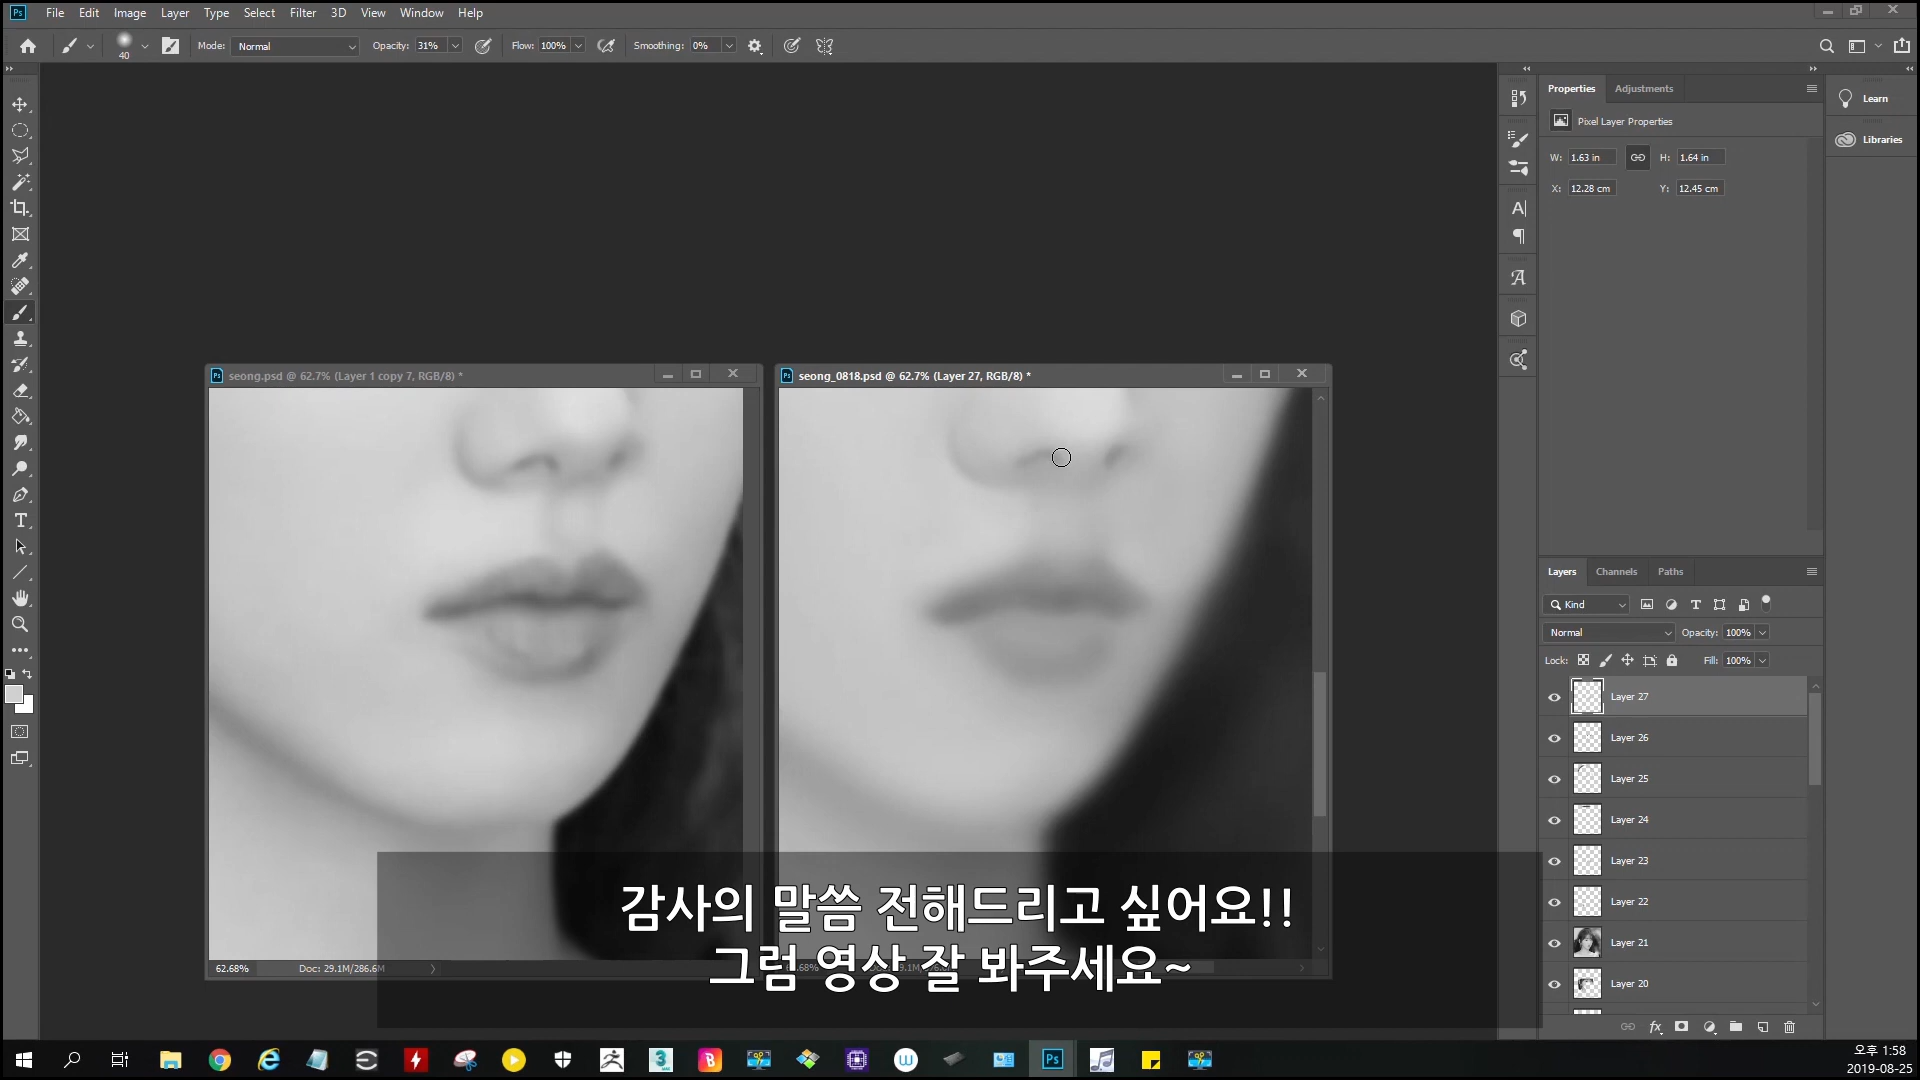 File Edit Image Layer Type Select Filter 3D View Window Help
40 Mode: Normal Opacity: 31% Flow: 100% Smoothing: 0%
Properties Adjustments
Learn
Pixel Layer Properties
Libraries
W: 1.63 in H: 1.64 in
X: 12.28 cm Y: 12.45 cm
seong.psd @ 62.7% (Layer 1 copy 7, RGB/8) *
seong_0818.psd @ 62.7% (Layer 27, RGB/8) *
Layers Channels Paths
Kind
Normal Opacity: 100%
Lock: Fill: 100%
Layer 27
Layer 26
Layer 25
Layer 24
Layer 23
Layer 22
Layer 21
Layer 20
감사의 말씀 전해드리고 싶어요!!
그럼 영상 잘 봐주세요~
62.68% Doc: 29.1M/286.6M
오후 1:58
2019-08-25